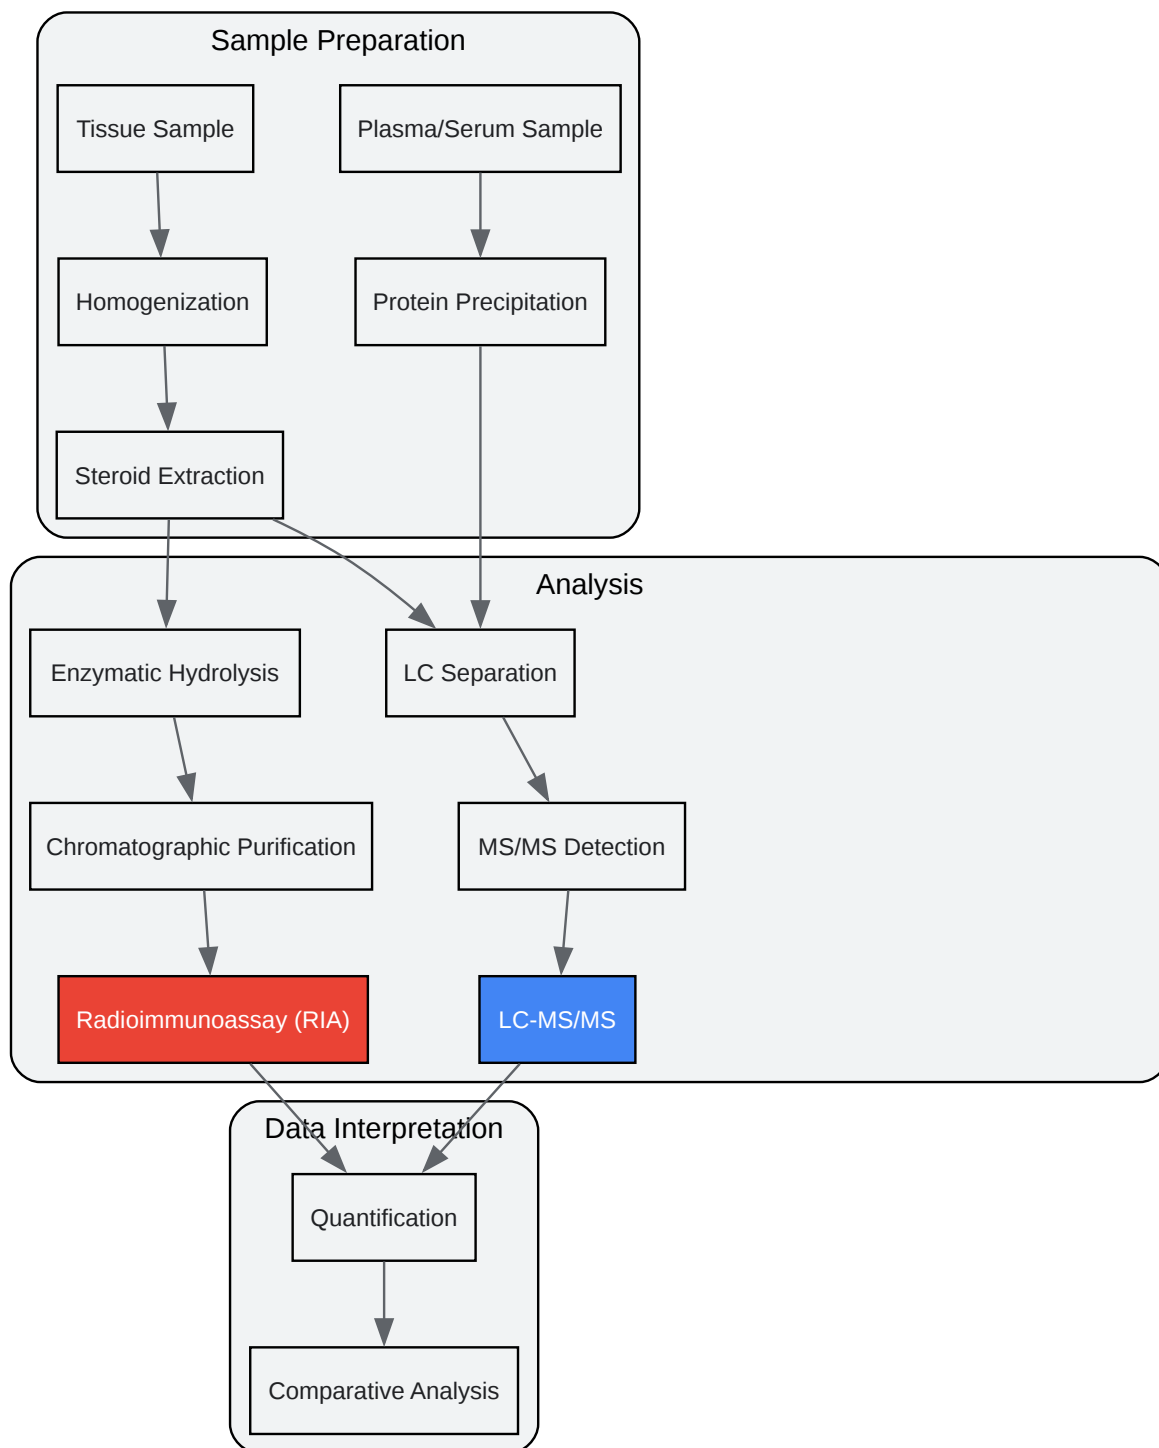 Sample Preparation
Tissue Sample
Plasma/Serum Sample
Homogenization
Protein Precipitation
Steroid Extraction
Analysis
Enzymatic Hydrolysis
LC Separation
Chromatographic Purification
MS/MS Detection
Radioimmunoassay (RIA)
LC-MS/MS
Data Interpretation
Quantification
Comparative Analysis